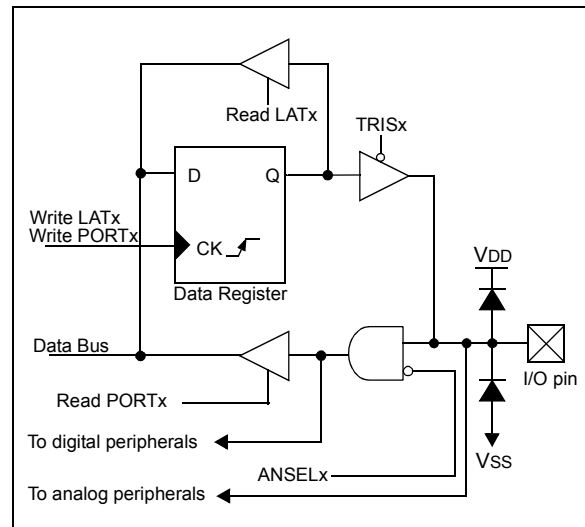 Read LATx
TRISx
D
Q
Write LATx
Write PORTx
CK
Data Register
VDD
Data Bus
I/O pin
Read PORTx
To digital peripherals
ANSELx
VSS
To analog peripherals